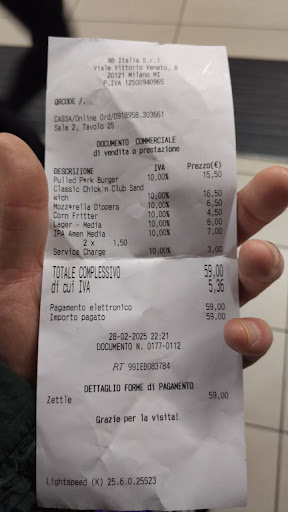 NB Italia S.r.l
Viale Vittorio Veneto, 6
20121 Milano MI
P.IVA 12500940965
QRCODE /.
CASSA/Online Ord/0918958.303661
Sala 2, Tavolo 25
DOCUMENTO COMMERCIALE
di vendita o prestazione
DESCRIZIONE IVA Prezzo(€)
Pulled P*rk Burger 10,00% 15,50
Classic Chick'n Club Sand
wich 10,00% 16,50
Mozz*rella Dippers 10,00% 6,50
Corn Fritter 10,00% 4,50
Lager - Media 10,00% 6,00
IPA Amen Media 10,00% 7,00
2 x 1,50
Service Charge 10,00% 3,00
TOTALE COMPLESSIVO 59,00
di cui IVA 5,36
Pagamento elettronico 59,00
Importo pagato 59,00
28-02-2025 22:21
DOCUMENTO N. 0177-0112
RT 99IEB083784
DETTAGLIO FORME di PAGAMENTO
Zettle 59,00
Grazie per la visita!
Lightspeed (K) 25.6.0.25523